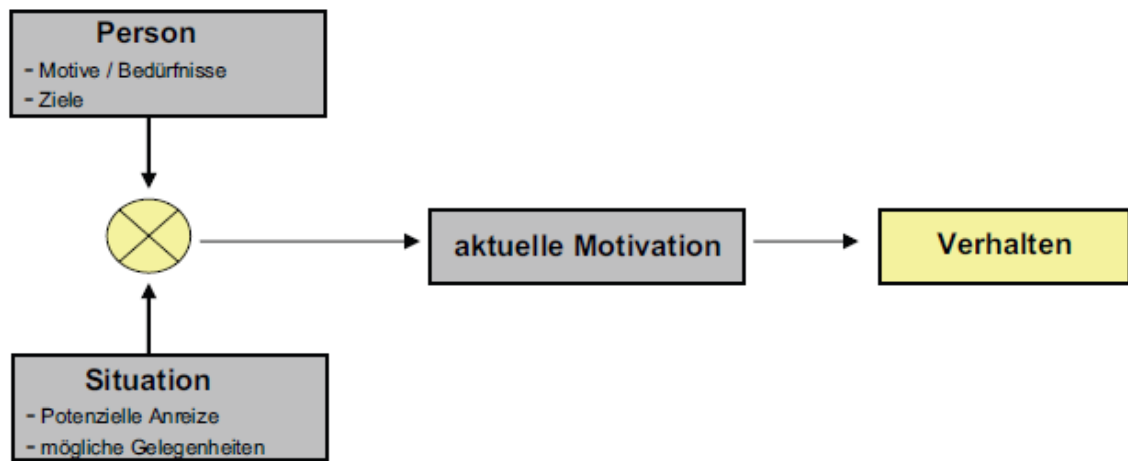 Person
- Motive / Bedürfnisse
- Ziele
aktuelle Motivation
Verhalten
Situation
- Potenzielle Anreize
- mögliche Gelegenheiten